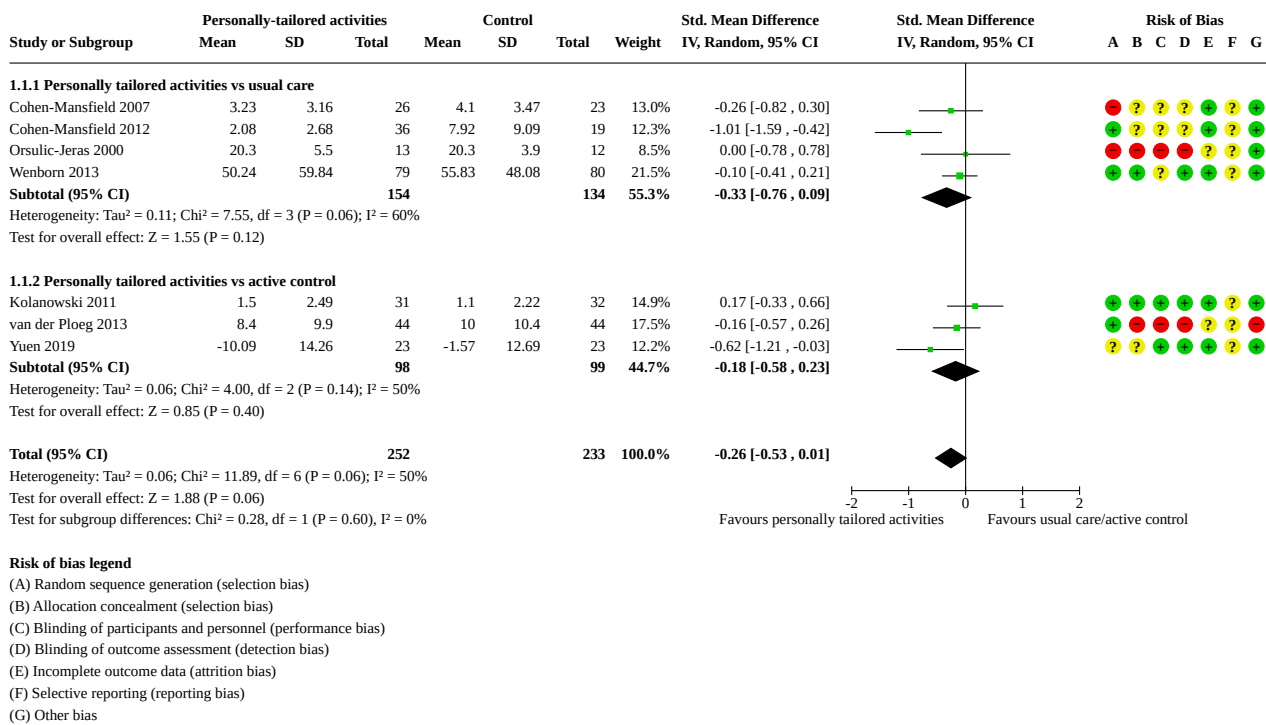 Personally-tailored activities Control Std. Mean Difference Std. Mean Difference Risk of Bias
Study or Subgroup Mean SD Total Mean SD Total Weight IV, Random, 95% CI IV, Random, 95% CI A B C D E F G
1.1.1 Personally tailored activities vs usual care
Cohen-Mansfield 2007 3.23 3.16 26 4.1 3.47 23 13.0% -0.26 [-0.82 , 0.30] − ? ? ? + ? +
Cohen-Mansfield 2012 2.08 2.68 36 7.92 9.09 19 12.3% -1.01 [-1.59 , -0.42] + ? ? ? + ? +
Orsulic-Jeras 2000 20.3 5.5 13 20.3 3.9 12 8.5% 0.00 [-0.78 , 0.78] − − − − ? ? +
Wenborn 2013 50.24 59.84 79 55.83 48.08 80 21.5% -0.10 [-0.41 , 0.21] + + ? + + ? +
Subtotal (95% CI) 154 134 55.3% -0.33 [-0.76 , 0.09]
Heterogeneity: Tau² = 0.11; Chi² = 7.55, df = 3 (P = 0.06); I² = 60%
Test for overall effect: Z = 1.55 (P = 0.12)
1.1.2 Personally tailored activities vs active control
Kolanowski 2011 1.5 2.49 31 1.1 2.22 32 14.9% 0.17 [-0.33 , 0.66] + + + + + ? +
van der Ploeg 2013 8.4 9.9 44 10 10.4 44 17.5% -0.16 [-0.57 , 0.26] + − − − ? ? −
Yuen 2019 -10.09 14.26 23 -1.57 12.69 23 12.2% -0.62 [-1.21 , -0.03] ? ? + + + ? +
Subtotal (95% CI) 98 99 44.7% -0.18 [-0.58 , 0.23]
Heterogeneity: Tau² = 0.06; Chi² = 4.00, df = 2 (P = 0.14); I² = 50%
Test for overall effect: Z = 0.85 (P = 0.40)
Total (95% CI) 252 233 100.0% -0.26 [-0.53 , 0.01]
Heterogeneity: Tau² = 0.06; Chi² = 11.89, df = 6 (P = 0.06); I² = 50%
Test for overall effect: Z = 1.88 (P = 0.06)
-2 -1 0 1 2
Test for subgroup differences: Chi² = 0.28, df = 1 (P = 0.60), I² = 0%
Favours personally tailored activities Favours usual care/active control
Risk of bias legend
(A) Random sequence generation (selection bias)
(B) Allocation concealment (selection bias)
(C) Blinding of participants and personnel (performance bias)
(D) Blinding of outcome assessment (detection bias)
(E) Incomplete outcome data (attrition bias)
(F) Selective reporting (reporting bias)
(G) Other bias